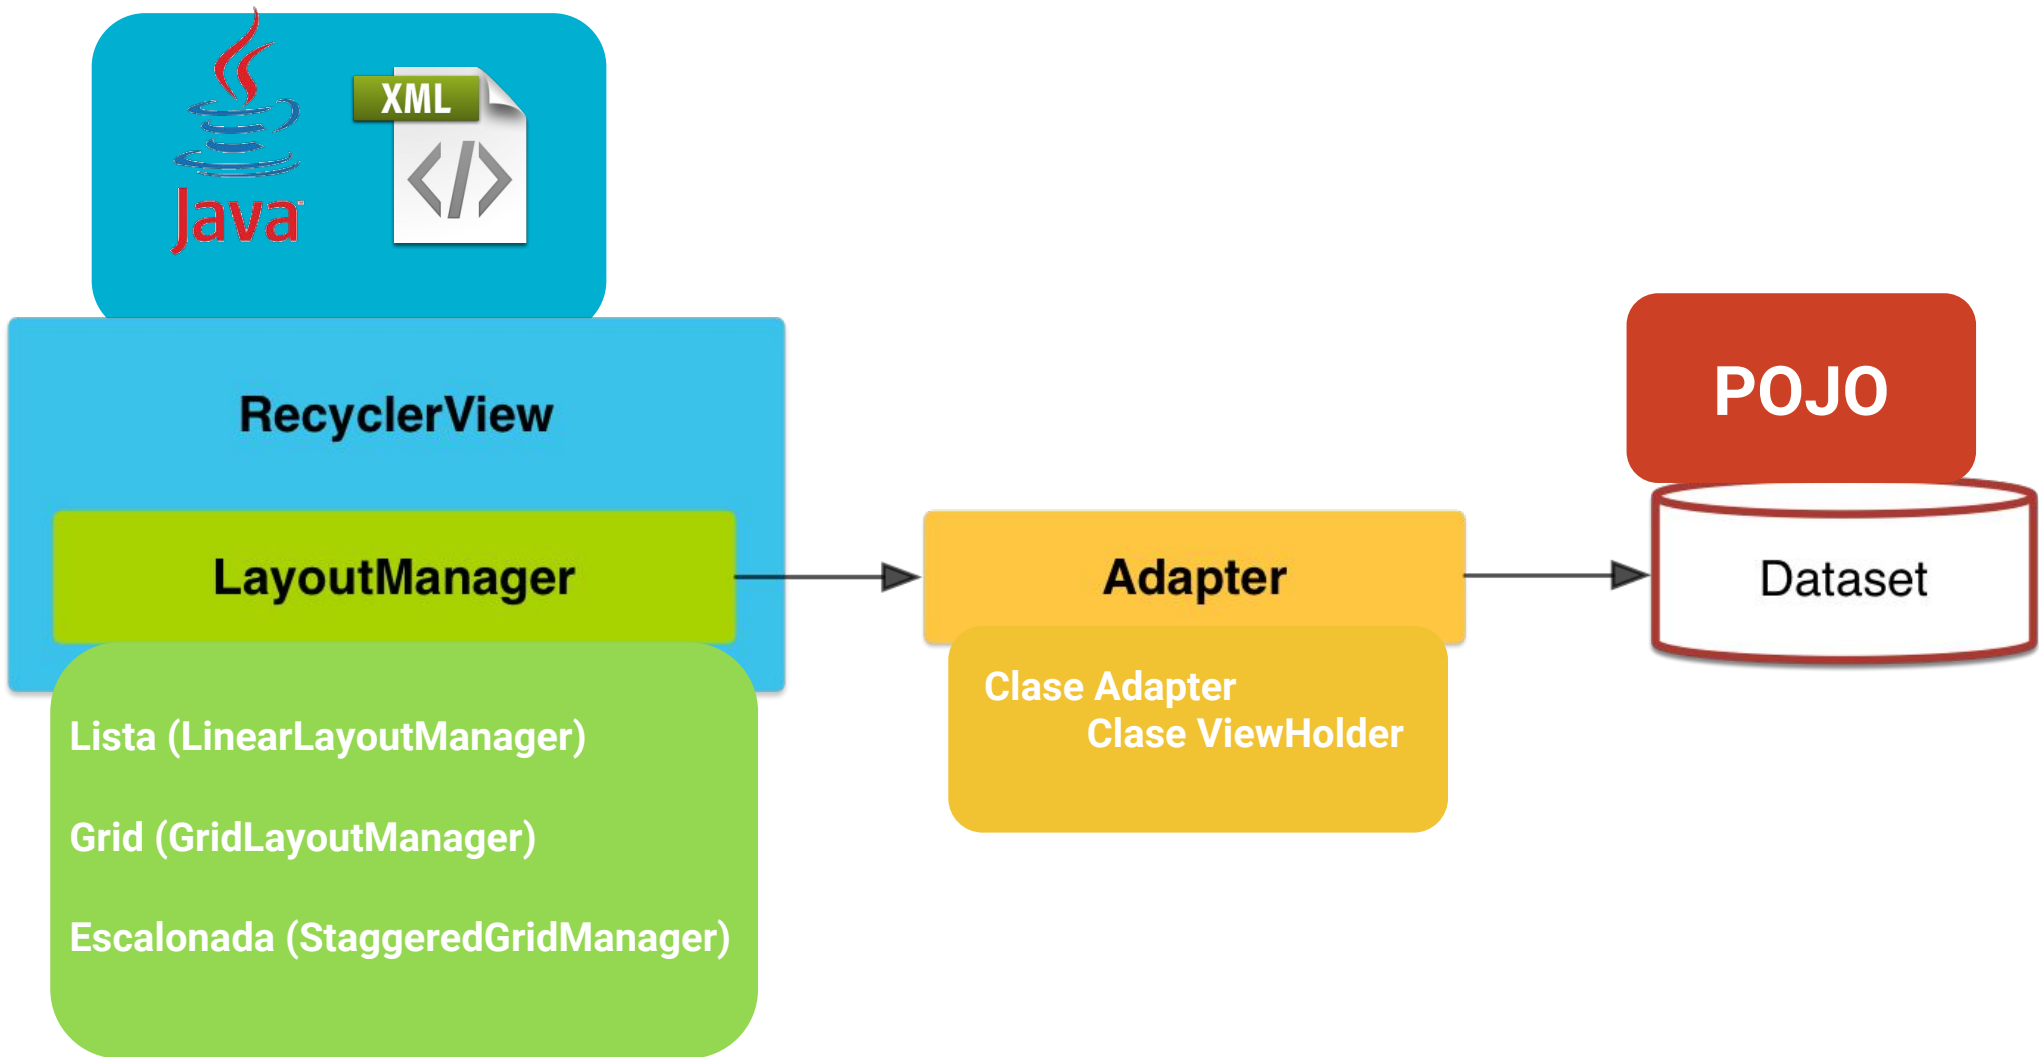 Java
XML
</>
RecyclerView
LayoutManager
Lista (LinearLayoutManager)
Grid (GridLayoutManager)
Escalonada (StaggeredGridManager)
Adapter
Clase Adapter
Clase ViewHolder
POJO
Dataset